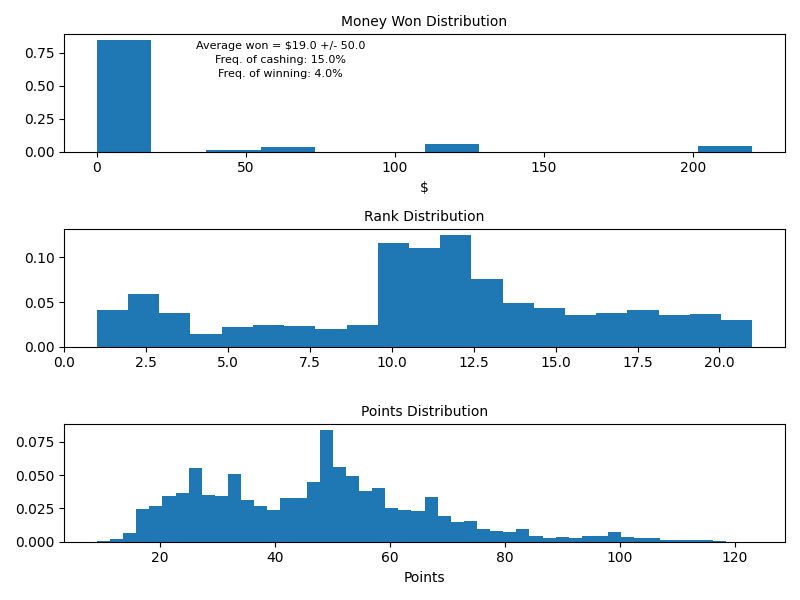 Money Won Distribution
Average won = $19.0 +/- 50.0
Freq. of cashing: 15.0%
Freq. of winning: 4.0%
0.75
0.50
0.25
0.00
0 50 100 150 200
$
Rank Distribution
0.10
0.05
0.00
0.0 2.5 5.0 7.5 10.0 12.5 15.0 17.5 20.0
Points Distribution
0.075
0.050
0.025
0.000
20 40 60 80 100 120
Points